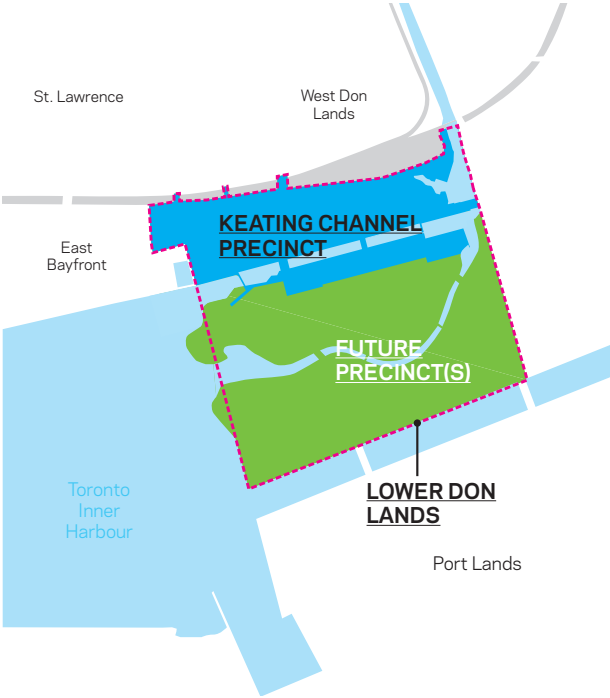 St. Lawrence
West Don
Lands
KEATING CHANNEL
PRECINCT
East
Bayfront
FUTURE
PRECINCT(S)
LOWER DON
LANDS
Toronto
Inner
Harbour
Port Lands